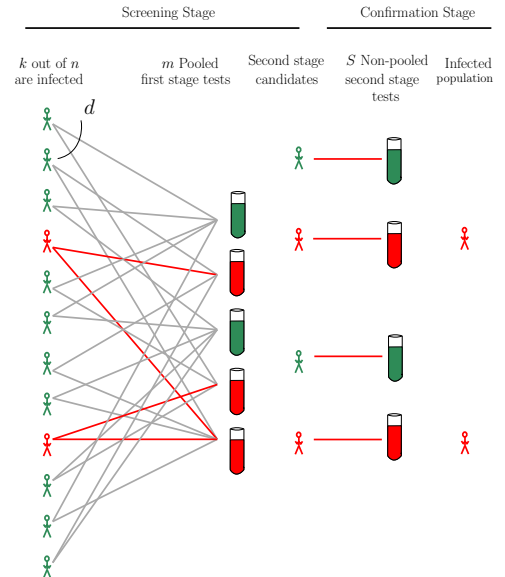 Screening Stage
Confirmation Stage
k out of n
are infected
m Pooled
first stage tests
Second stage
candidates
S Non-pooled
second stage
tests
Infected
population
d